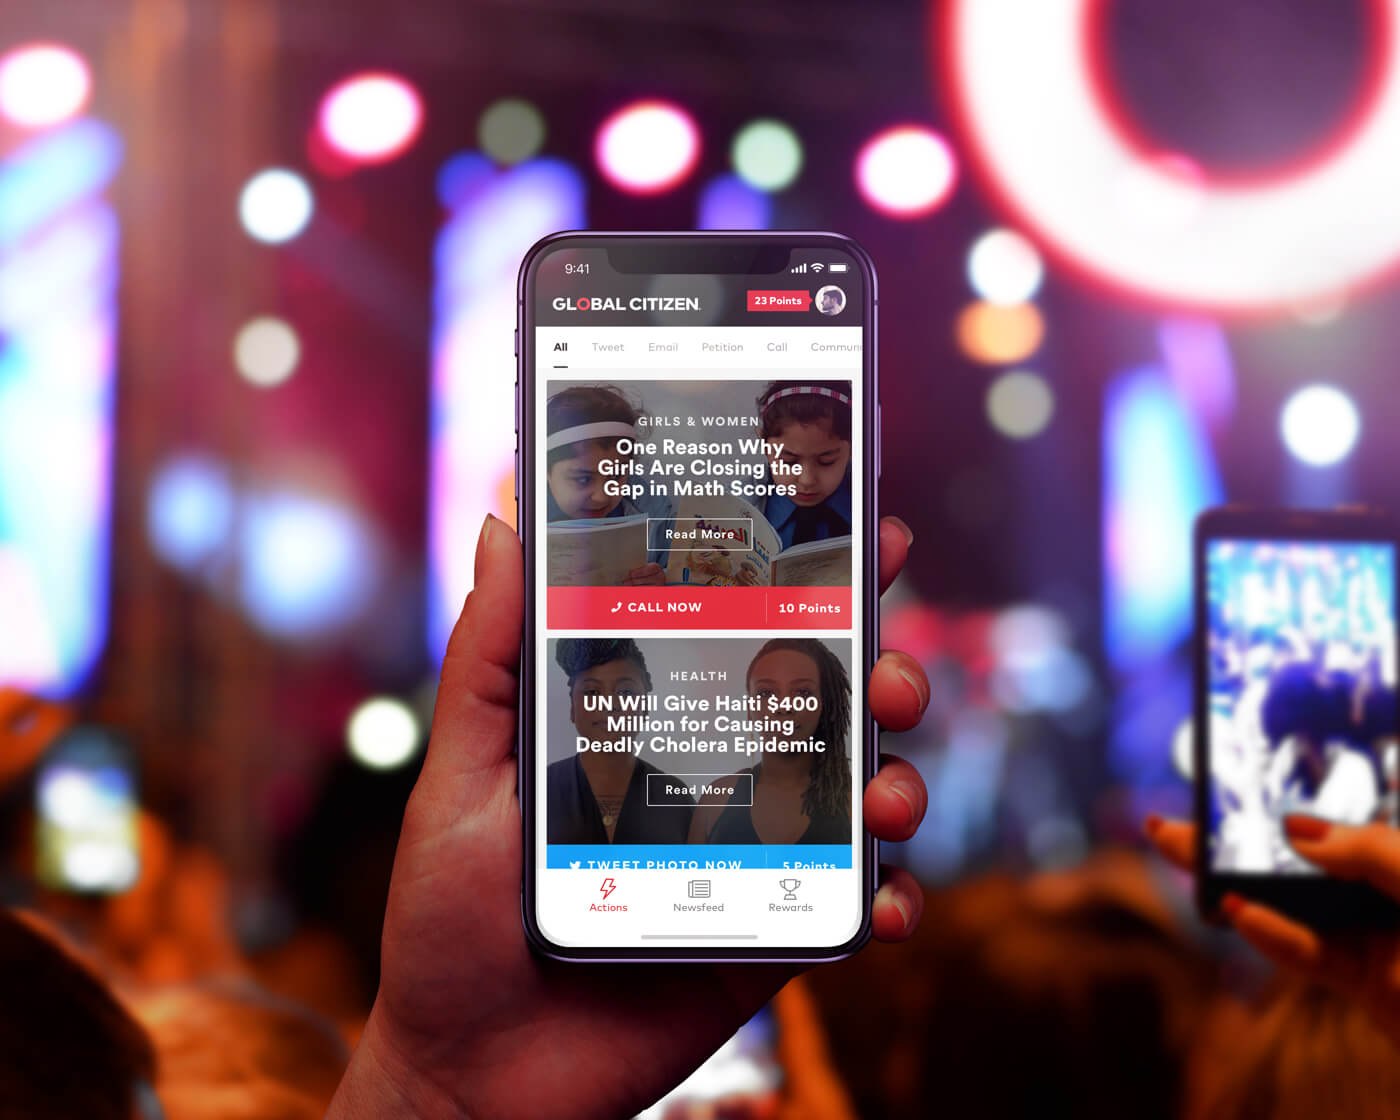 9:41
GLOBAL CITIZEN.
23 Points
All Tweet Email Petition Call Commun
GIRLS & WOMEN
One Reason Why
Girls Are Closing the
Gap in Math Scores
Read More
CALL NOW 10 Points
HEALTH
UN Will Give Haiti $400
Million for Causing
Deadly Cholera Epidemic
Read More
TWEET PHOTO NOW 5 Points
Actions Newsfeed Rewards